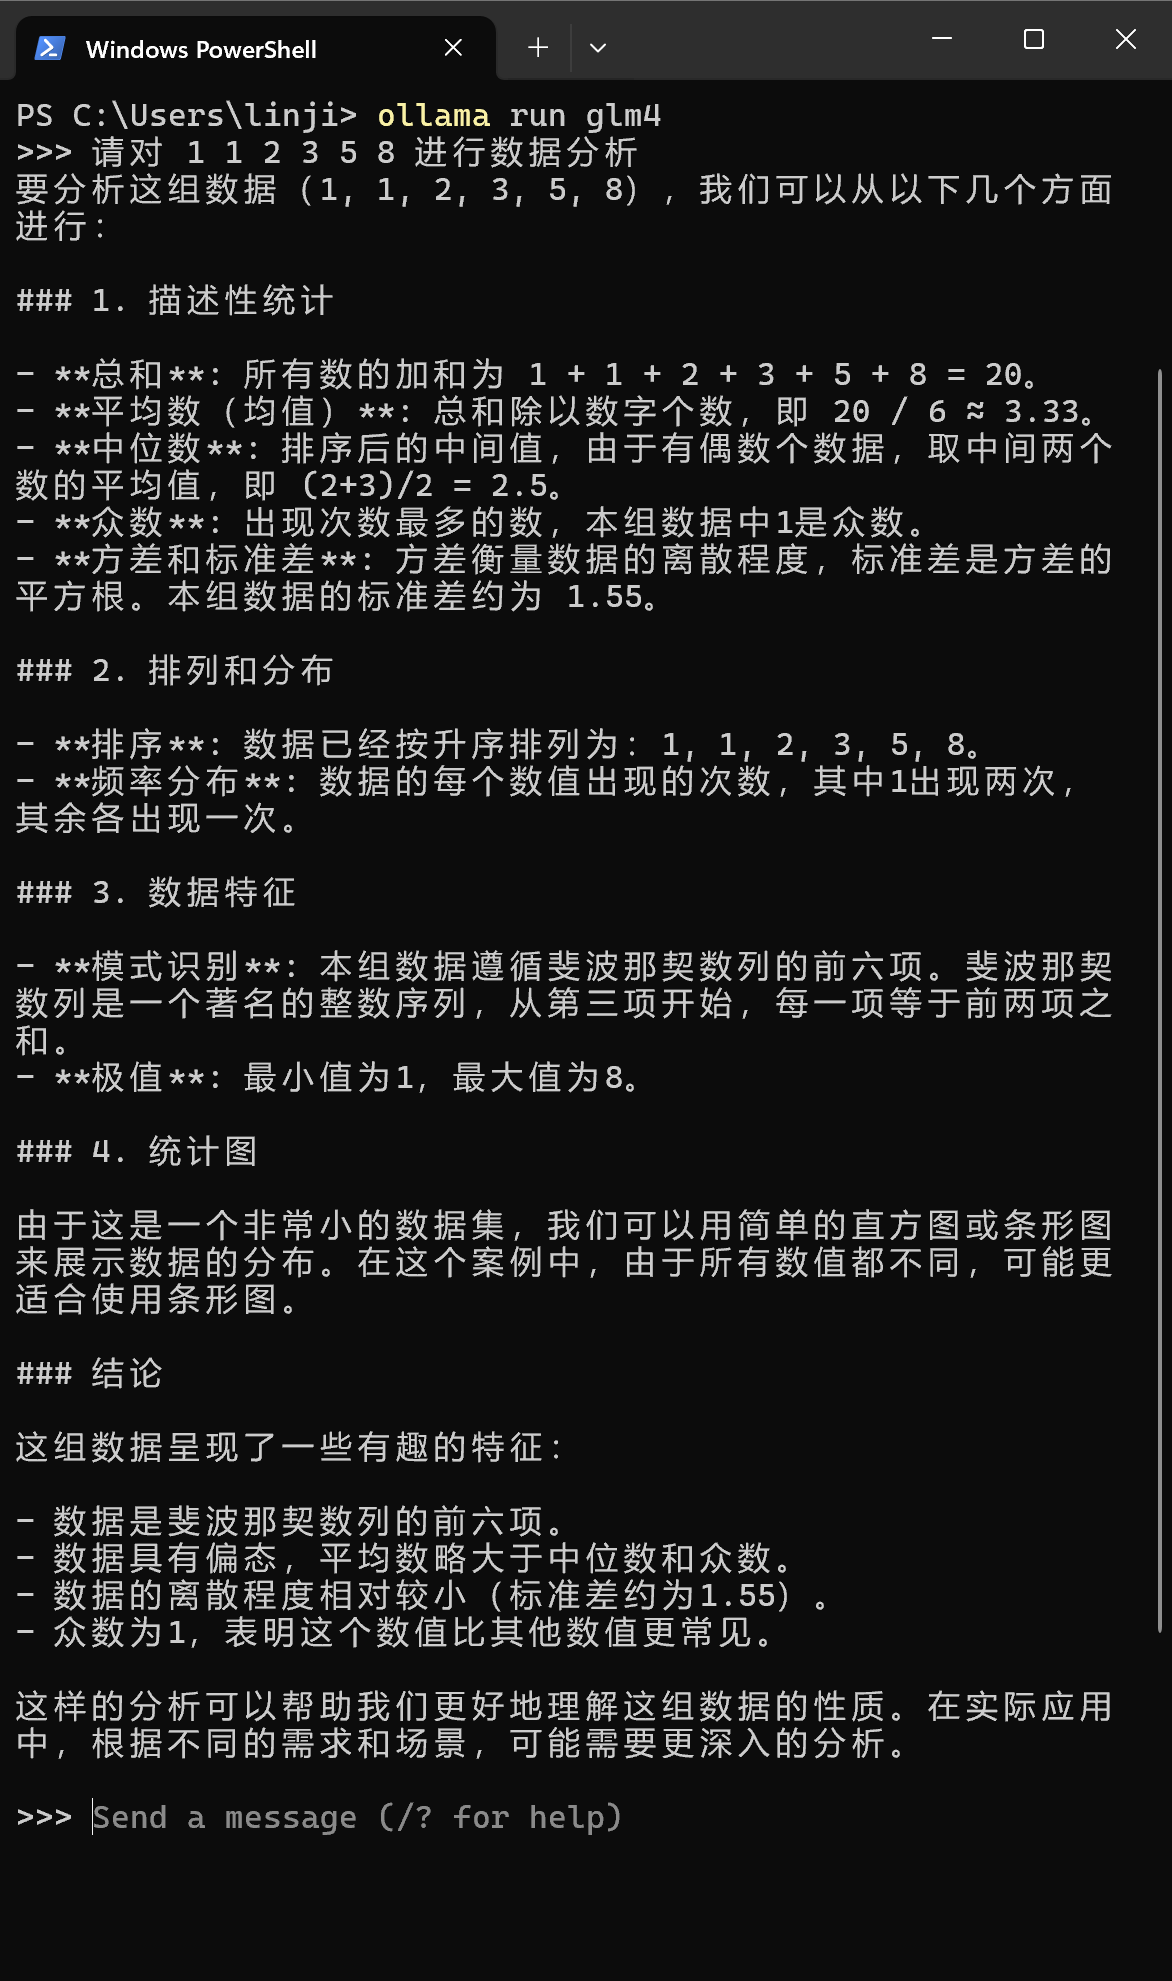 Windows PowerShell
PS C:\Users\linji> ollama run glm4
>>> 请对 1 1 2 3 5 8 进行数据分析
要分析这组数据（1, 1, 2, 3, 5, 8），我们可以从以下几个方面
进行：
### 1. 描述性统计
- **总和**：所有数的加和为 1 + 1 + 2 + 3 + 5 + 8 = 20。
- **平均数（均值）**：总和除以数字个数，即 20 / 6 ≈ 3.33。
- **中位数**：排序后的中间值，由于有偶数个数据，取中间两个
数的平均值，即 (2+3)/2 = 2.5。
- **众数**：出现次数最多的数，本组数据中1是众数。
- **方差和标准差**：方差衡量数据的离散程度，标准差是方差的
平方根。本组数据的标准差约为 1.55。
### 2. 排列和分布
- **排序**：数据已经按升序排列为：1, 1, 2, 3, 5, 8。
- **频率分布**：数据的每个数值出现的次数，其中1出现两次，
其余各出现一次。
### 3. 数据特征
- **模式识别**：本组数据遵循斐波那契数列的前六项。斐波那契
数列是一个著名的整数序列，从第三项开始，每一项等于前两项之
和。
- **极值**：最小值为1，最大值为8。
### 4. 统计图
由于这是一个非常小的数据集，我们可以用简单的直方图或条形图
来展示数据的分布。在这个案例中，由于所有数值都不同，可能更
适合使用条形图。
### 结论
这组数据呈现了一些有趣的特征：
- 数据是斐波那契数列的前六项。
- 数据具有偏态，平均数略大于中位数和众数。
- 数据的离散程度相对较小（标准差约为1.55）。
- 众数为1，表明这个数值比其他数值更常见。
这样的分析可以帮助我们更好地理解这组数据的性质。在实际应用
中，根据不同的需求和场景，可能需要更深入的分析。
>>> Send a message (/? for help)